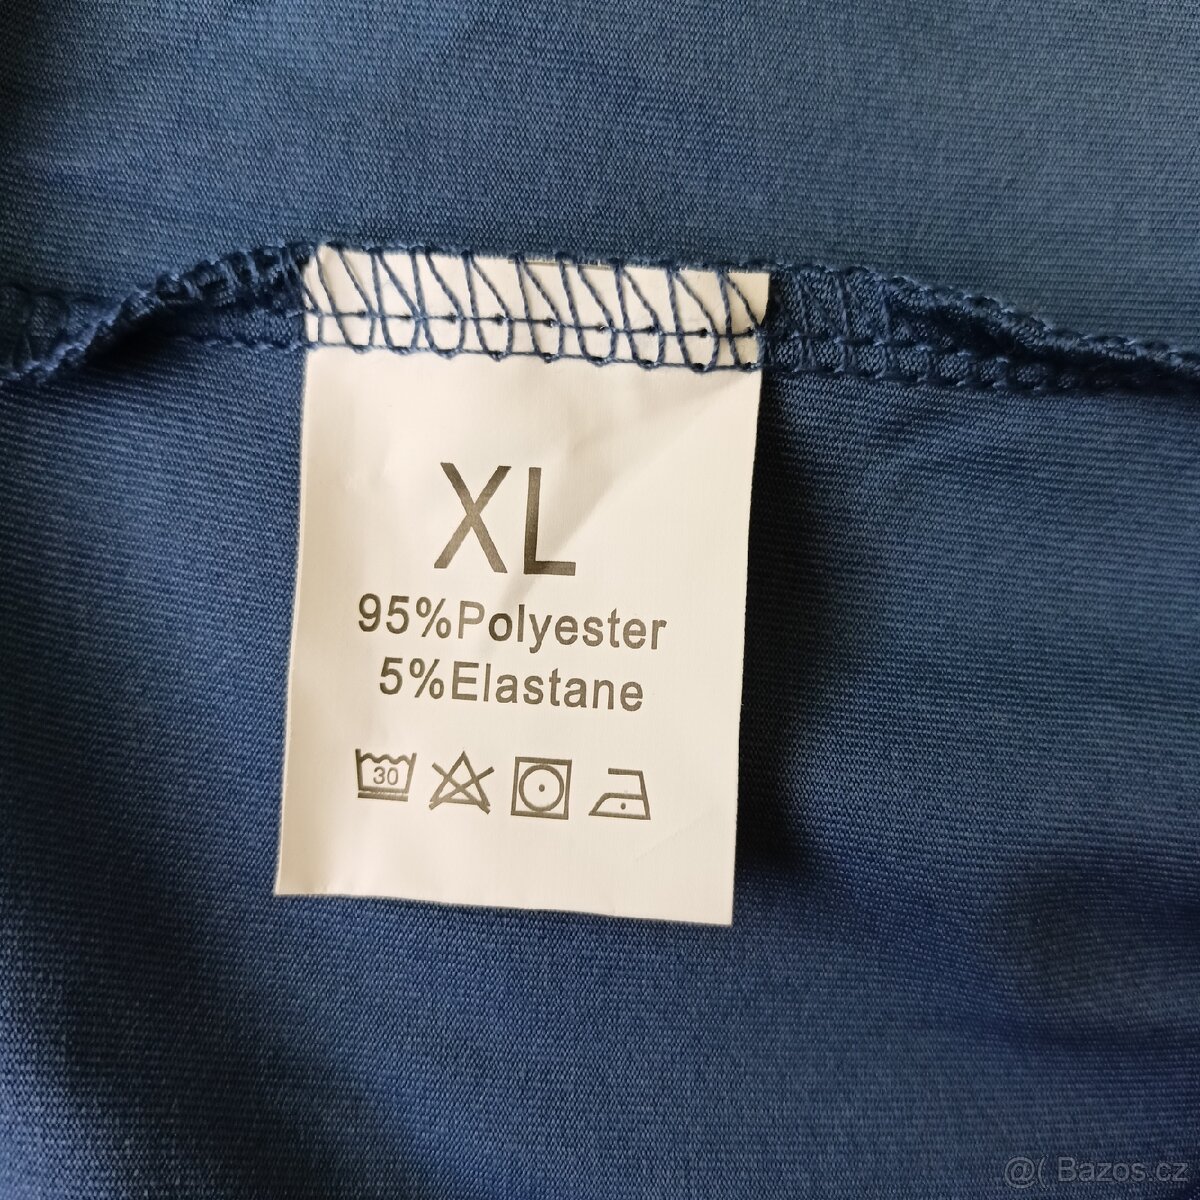 XL
95%Polyester
5%Elastane
30
@( Bazos.cz